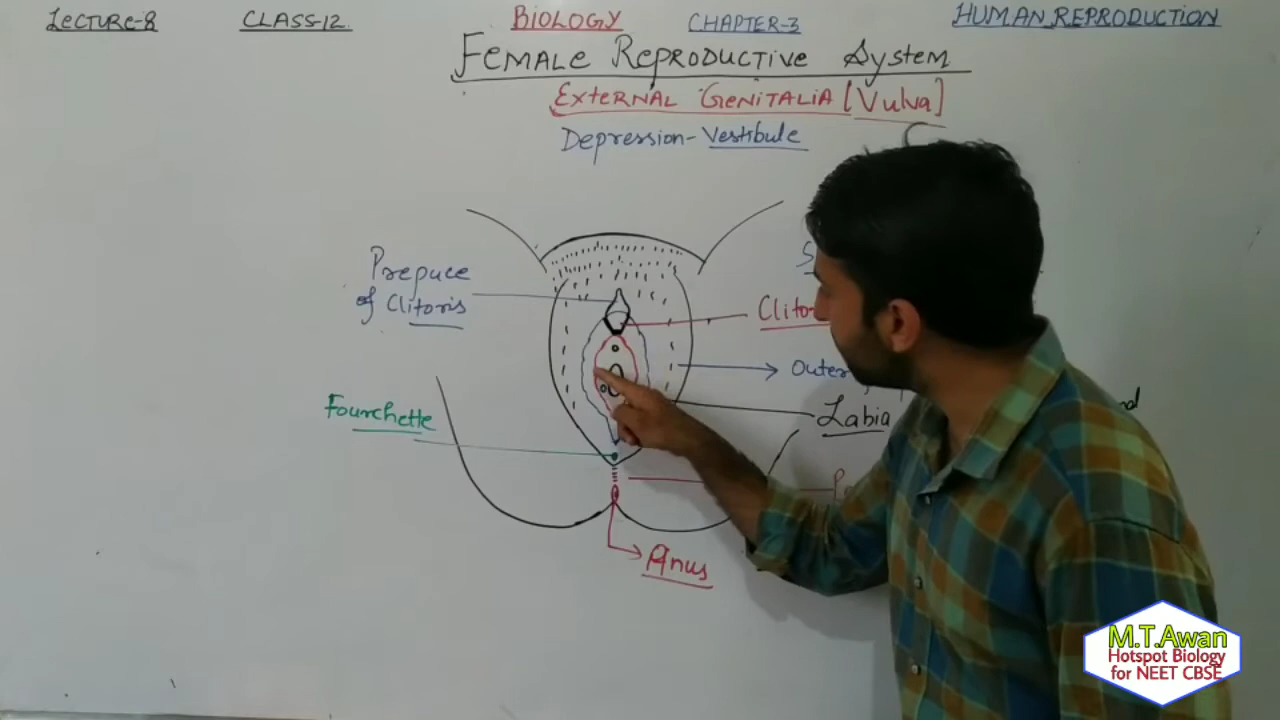 LECTURE-8
CLASS-12
BIOLOGY
CHAPTER-3
HUMAN REPRODUCTION
FEMALE REPRODUCTIVE SYSTEM
EXTERNAL GENITALIA [Vulva]
Depression-Vestibule
Prepuce
of Clitoris
Outer
Labia
Fourchette
Anus
M.T.Awan
Hotspot Biology
for NEET CBSE